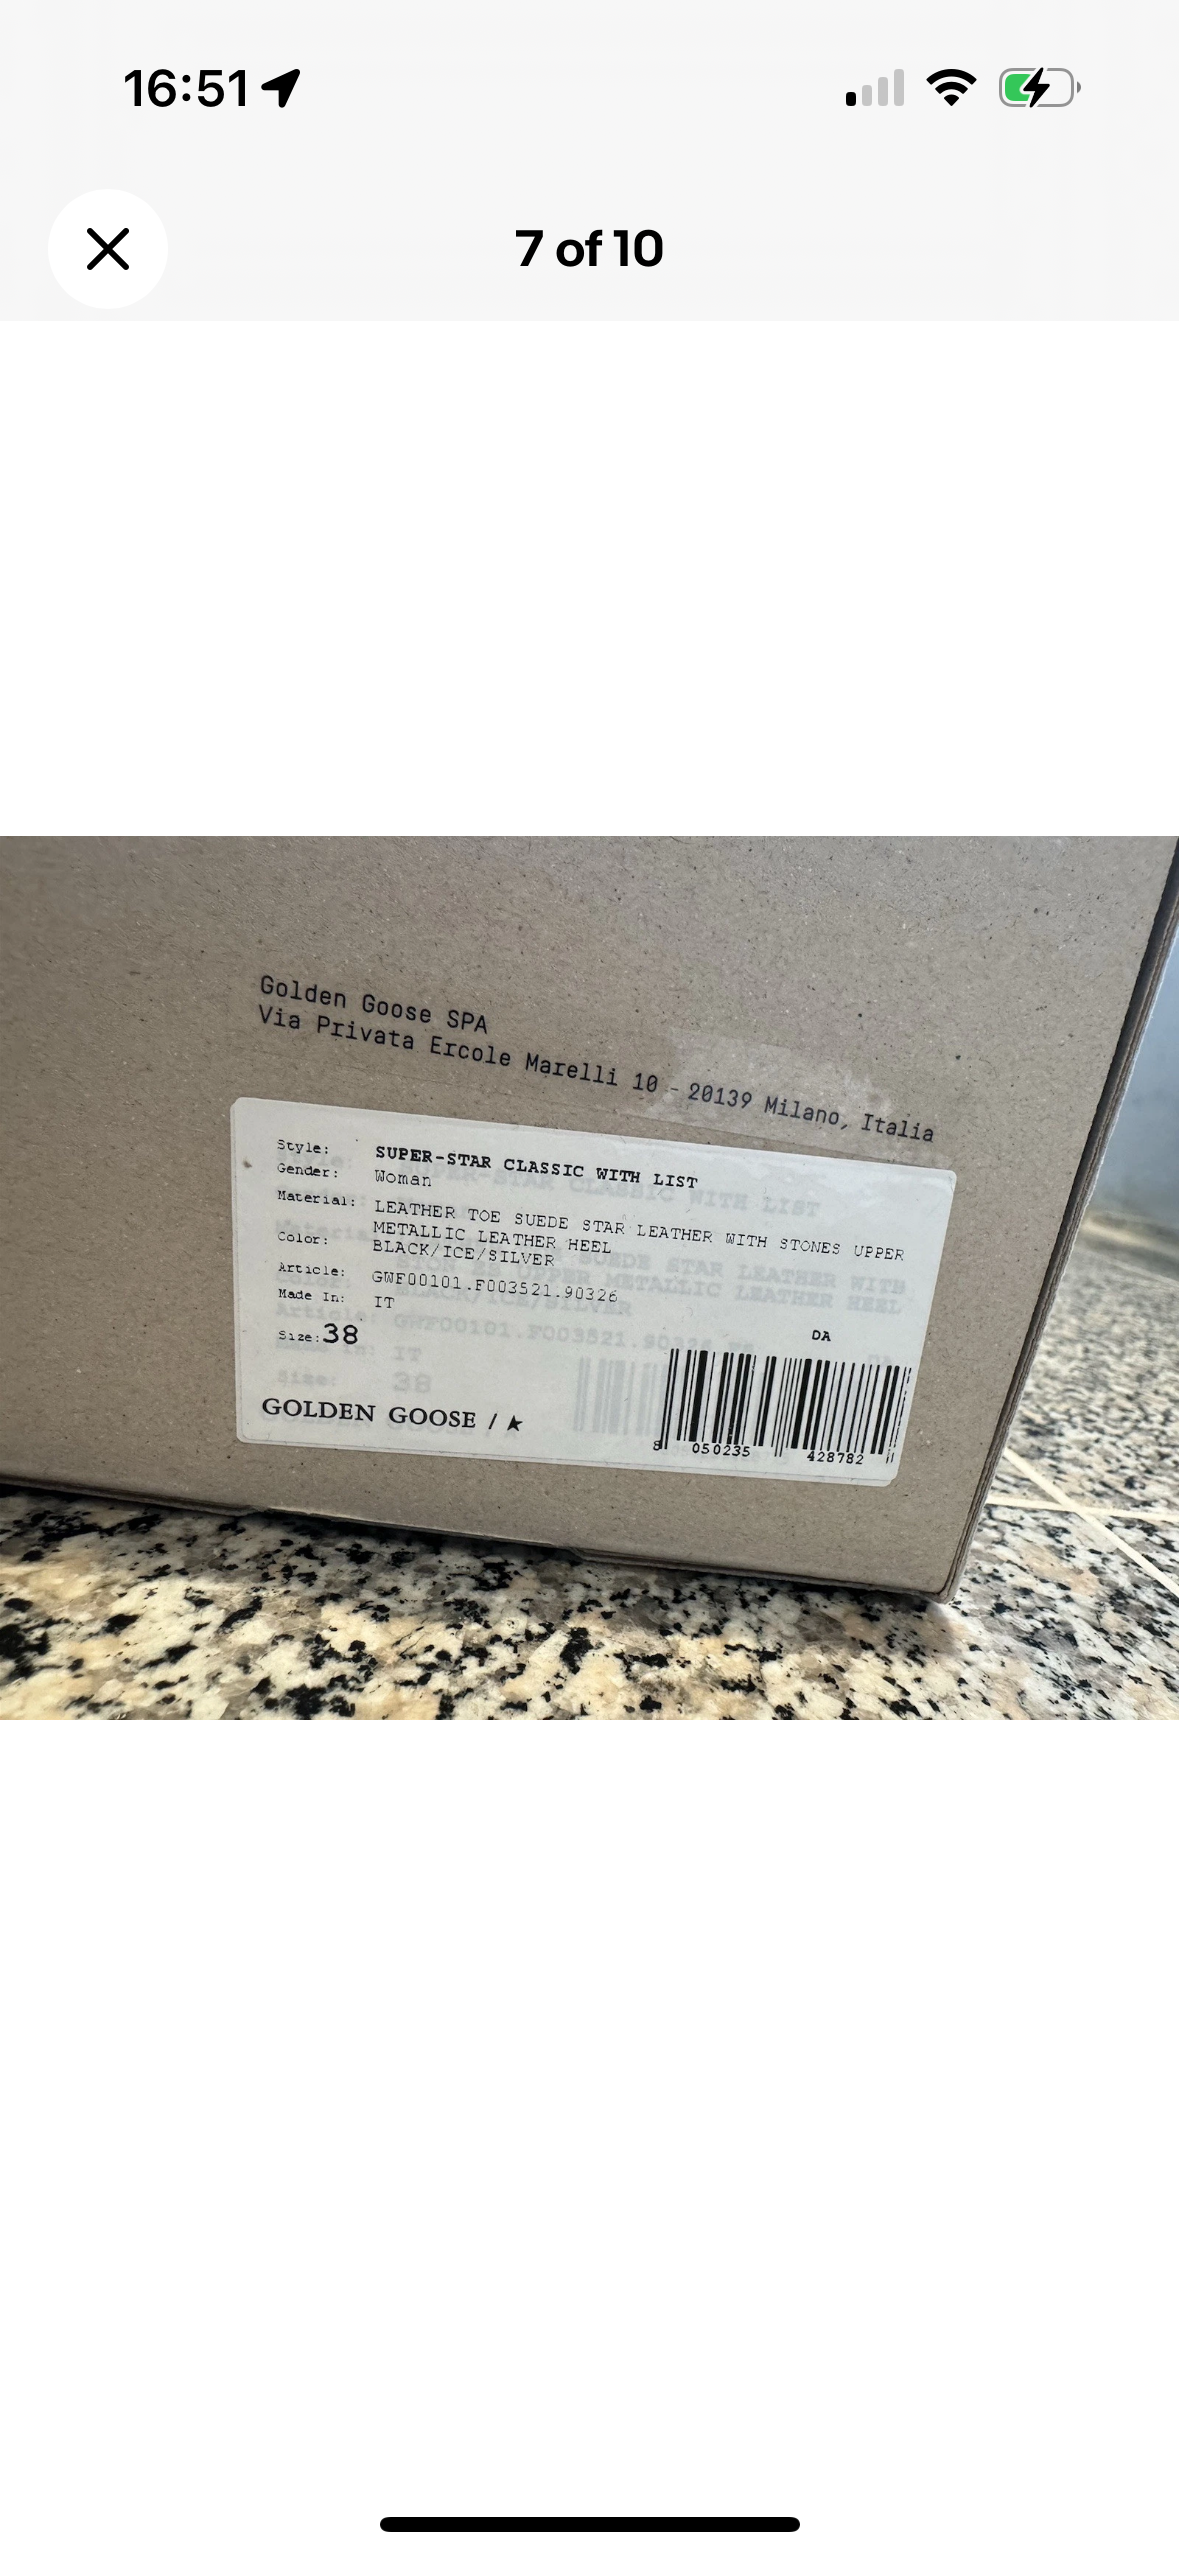 16:51
7 of 10
Golden Goose SPA
Via Privata Ercole Marelli 10 - 20139 Milano, Italia
Style: SUPER-STAR CLASSIC WITH LIST
Gender: Woman
Material: LEATHER TOE SUEDE STAR LEATHER WITH STONES UPPER
METALLIC LEATHER HEEL
Color: BLACK/ICE/SILVER
Article: GWF00101.F003521.90326
Made In: IT
Size: 38
DA
GOLDEN GOOSE /
8 050235 428782